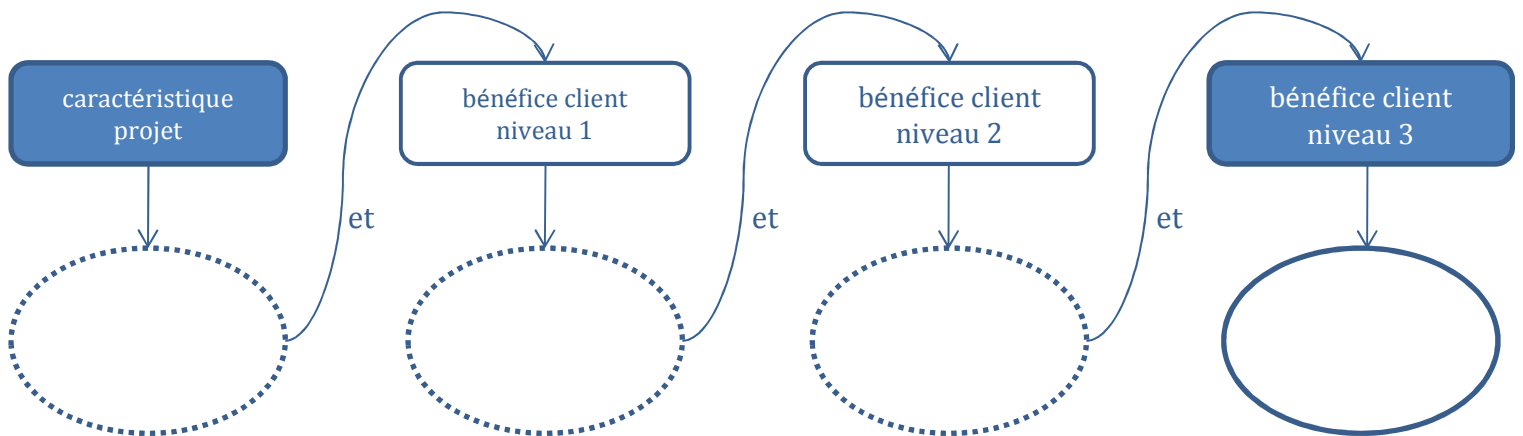 caractéristique
projet
bénéfice client
niveau 1
bénéfice client
niveau 2
bénéfice client
niveau 3
et
et
et